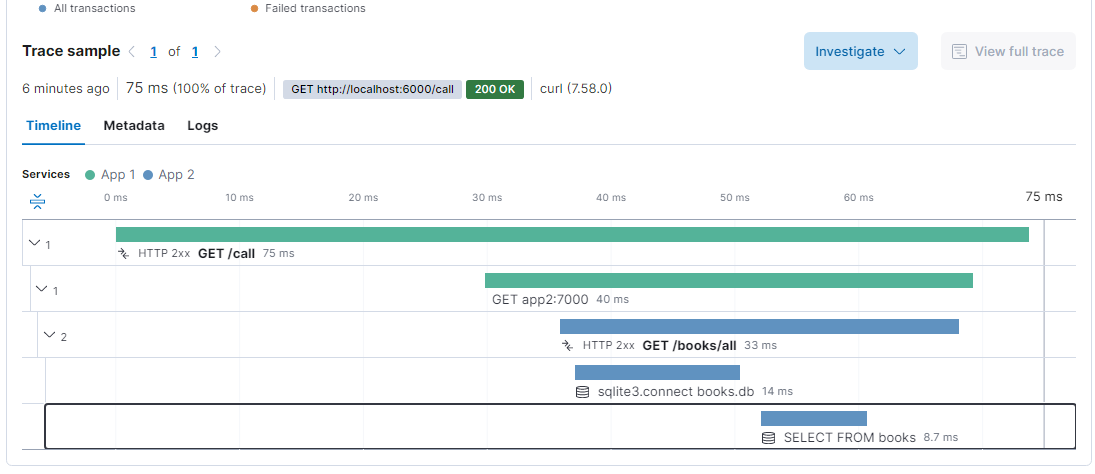 All transactions Failed transactions
Trace sample 1 of 1 Investigate View full trace
6 minutes ago 75 ms (100% of trace) GET http://localhost:6000/call 200 OK curl (7.58.0)
Timeline Metadata Logs
Services App 1 App 2
0 ms 10 ms 20 ms 30 ms 40 ms 50 ms 60 ms 75 ms
1
HTTP 2xx GET /call 75 ms
1
GET app2:7000 40 ms
2
HTTP 2xx GET /books/all 33 ms
sqlite3.connect books.db 14 ms
SELECT FROM books 8.7 ms